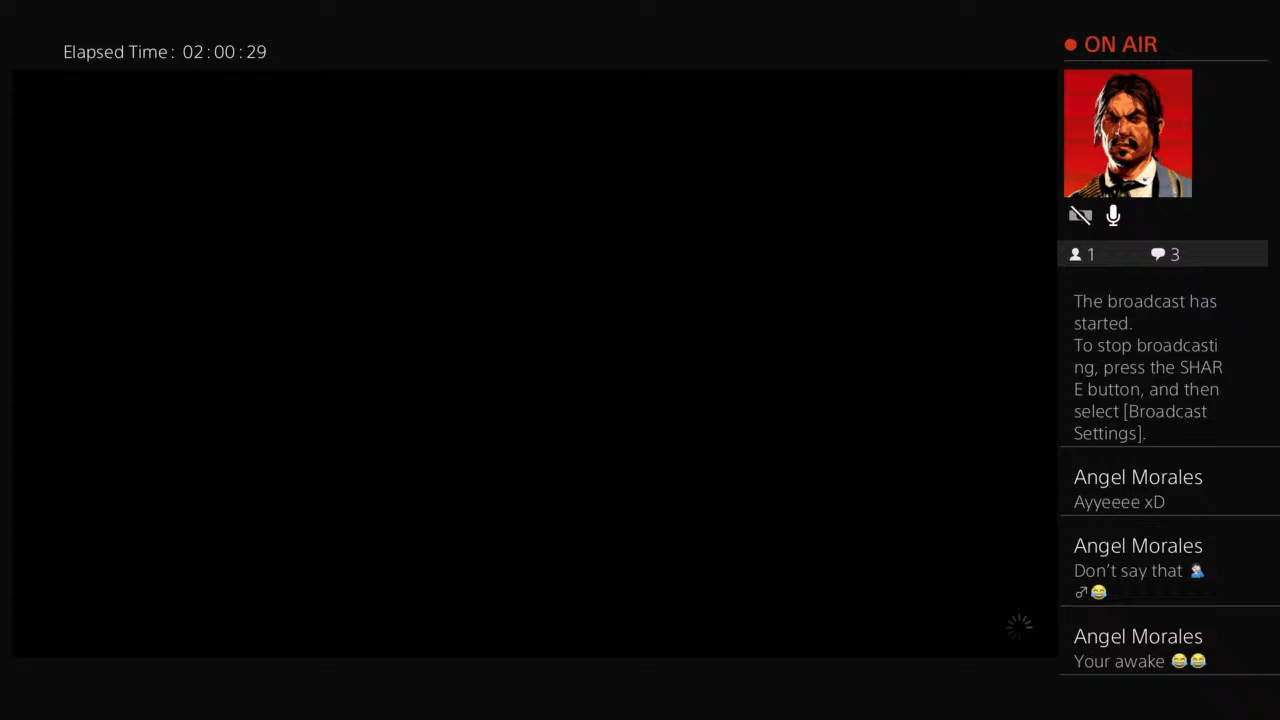 Elapsed Time: 02:00:29
ON AIR
1
3
The broadcast has
started.
To stop broadcasti
ng, press the SHAR
E button, and then
select [Broadcast
Settings].
Angel Morales
Ayyeeee xD
Angel Morales
Don’t say that 🤦🏻
♂😂
Angel Morales
Your awake 😂😂